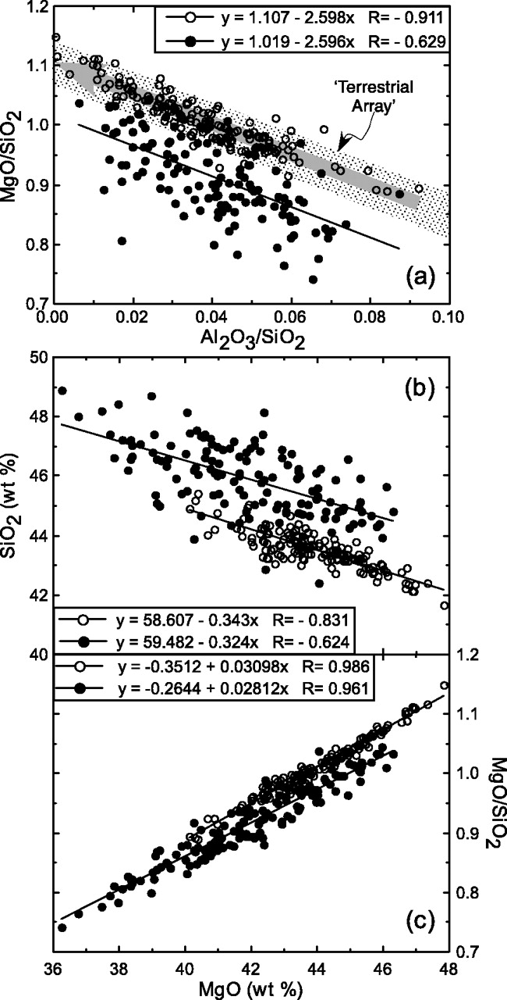 1.2
y = 1.107 - 2.598x R= - 0.911
y = 1.019 - 2.596x R= - 0.629
1.1
'Terrestrial
Array'
1.0
MgO/SiO2
0.9
0.8
(a)
0.7
0.00 0.02 0.04 0.06 0.08 0.10
Al2O3/SiO2
50
(b)
48
46
SiO2 (wt %)
44
42
y = 58.607 - 0.343x R= - 0.831
y = 59.482 - 0.324x R= - 0.624
40 1.2
y = -0.3512 + 0.03098x R= 0.986
y = -0.2644 + 0.02812x R= 0.961
1.1
1.0
MgO/SiO2
0.9
0.8
(c)
0.7
36 38 40 42 44 46 48
MgO (wt %)